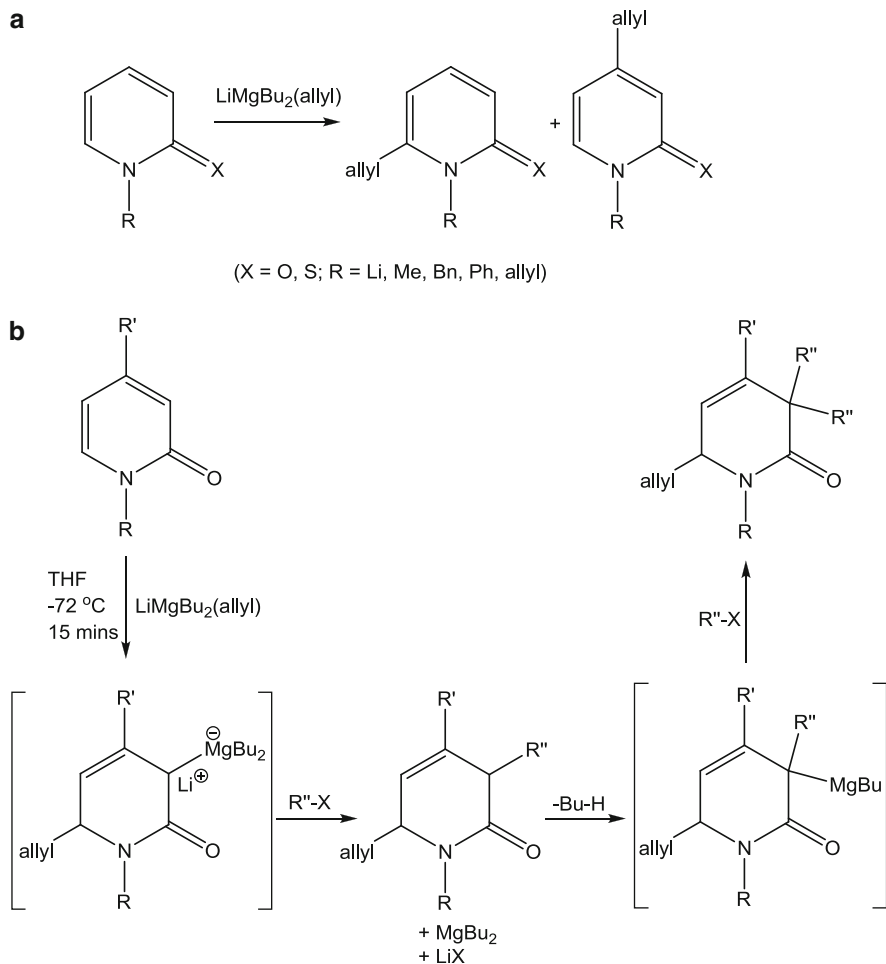 a
LiMgBu₂(allyl)
N
R
X
allyl
N
R
X
+
allyl
N
R
X
(X = O, S; R = Li, Me, Bn, Ph, allyl)
b
R'
N
R
O
R'
R''
R''
allyl
N
R
O
THF
-72 °C
15 mins
LiMgBu₂(allyl)
R''-X
R'
⊖
MgBu₂
Li⊕
allyl
N
R
O
R''-X
R'
R''
allyl
N
R
O
+ MgBu₂
+ LiX
-Bu-H
R'
R''
MgBu
allyl
N
R
O